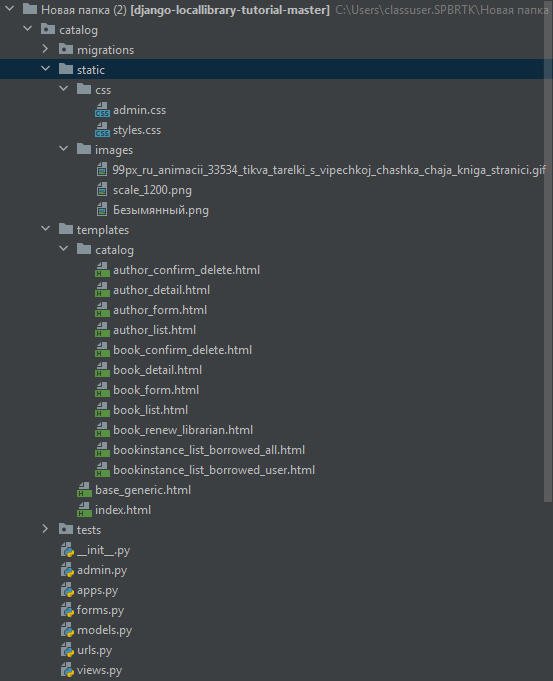 Новая папка (2) [django-locallibrary-tutorial-master] C:\Users\classuser.SPBRTK\Новая папка
catalog
migrations
static
css
admin.css
styles.css
images
99px_ru_animacii_33534_tikva_tarelki_s_vipechkoj_chashka_chaja_kniga_stranici.gif
scale_1200.png
Безымянный.png
templates
catalog
author_confirm_delete.html
author_detail.html
author_form.html
author_list.html
book_confirm_delete.html
book_detail.html
book_form.html
book_list.html
book_renew_librarian.html
bookinstance_list_borrowed_all.html
bookinstance_list_borrowed_user.html
base_generic.html
index.html
tests
__init__.py
admin.py
apps.py
forms.py
models.py
urls.py
views.py